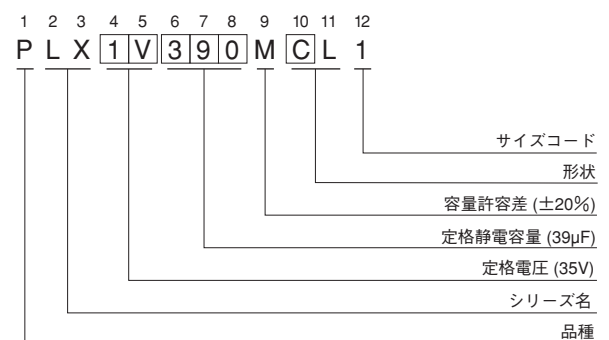 1 2 3 4 5 6 7 8 9 10 11 12
P L X 1 V 3 9 0 M C L 1
サイズコード
形状
容量許容差 (±20%)
定格静電容量 (39µF)
定格電圧 (35V)
シリーズ名
品種